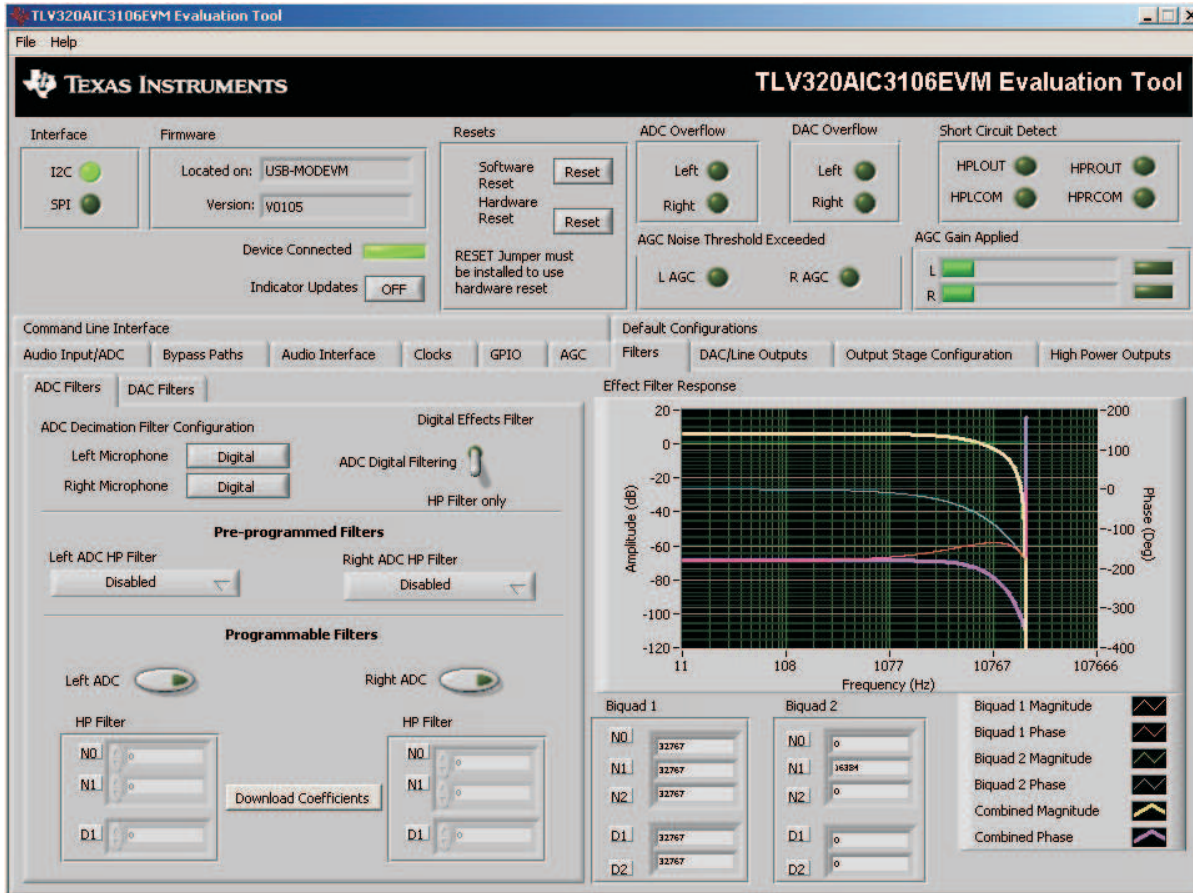 TLV320AIC3106EVM Evaluation Tool
File Help
TEXAS INSTRUMENTS
TLV320AIC3106EVM Evaluation Tool
Interface
I2C
SPI
Firmware
Located on: USB-MODEVM
Version: V0105
Device Connected
Indicator Updates OFF
Resets
Software Reset Reset
Hardware Reset Reset
RESET Jumper must
be installed to use
hardware reset
ADC Overflow
Left
Right
DAC Overflow
Left
Right
Short Circuit Detect
HPLOUT HPROUT
HPLCOM HPRCOM
AGC Noise Threshold Exceeded
L AGC R AGC
AGC Gain Applied
L
R
Command Line Interface Default Configurations
Audio Input/ADC Bypass Paths Audio Interface Clocks GPIO AGC Filters DAC/Line Outputs Output Stage Configuration High Power Outputs
ADC Filters DAC Filters
ADC Decimation Filter Configuration
Left Microphone Digital
Right Microphone Digital
Digital Effects Filter
ADC Digital Filtering
HP Filter only
Pre-programmed Filters
Left ADC HP Filter
Disabled
Right ADC HP Filter
Disabled
Programmable Filters
Left ADC Right ADC
HP Filter
N0 0
N1 0
D1 0
Download Coefficients
HP Filter
N0 0
N1 0
D1 0
Effect Filter Response
20
0
-20
-40
-60
-80
-100
-120
Amplitude (dB)
200
100
-0
-100
-200
-300
-400
Phase (Deg)
11 108 1077 10767 107666
Frequency (Hz)
Biquad 1
N0 32767
N1 32767
N2 32767
D1 32767
D2 32767
Biquad 2
N0 0
N1 16384
N2 0
D1 0
D2 0
Biquad 1 Magnitude
Biquad 1 Phase
Biquad 2 Magnitude
Biquad 2 Phase
Combined Magnitude
Combined Phase